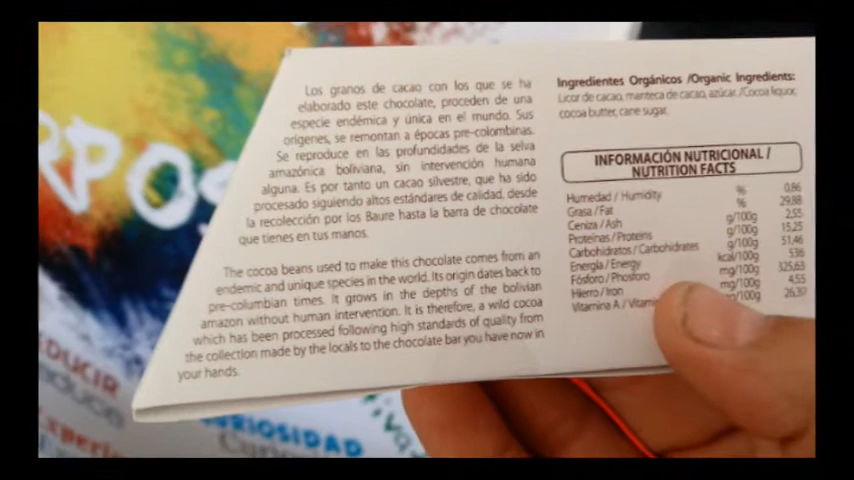 Los granos de cacao con los que se ha
elaborado este chocolate, proceden de una
especie endémica y única en el mundo. Sus
orígenes, se remontan a épocas pre-colombinas.
Se reproduce en las profundidades de la selva
amazónica boliviana, sin intervención humana
alguna. Es por tanto un cacao silvestre, que ha sido
procesado siguiendo altos estándares de calidad, desde
la recolección por los Baure hasta la barra de chocolate
que tienes en tus manos.
The cocoa beans used to make this chocolate comes from an
endemic and unique species in the world. Its origin dates back to
pre-columbian times. It grows in the depths of the bolivian
amazon without human intervention. It is therefore, a wild cocoa
which has been processed following high standards of quality from
the collection made by the locals to the chocolate bar you have now in
your hands.
Ingredientes Orgánicos /Organic Ingredients:
Licor de cacao, manteca de cacao, azúcar. /Cocoa liquor,
cocoa butter, cane sugar.
INFORMACIÓN NUTRICIONAL /
NUTRITION FACTS
Humedad / Humidity % 0,86
Grasa / Fat % 29,88
Ceniza / Ash g/100g 2,55
Proteínas / Proteins g/100g 15,25
Carbohidratos / Carbohydrates g/100g 51,46
Energía / Energy kcal/100g 536
Fósforo / Phosforo mg/100g 325,63
Hierro / Iron mg/100g 4,55
Vitamina A / Vitamin /100g 26,30
RPOS
DUCIR
duce
Experi
CURIOSIDAD